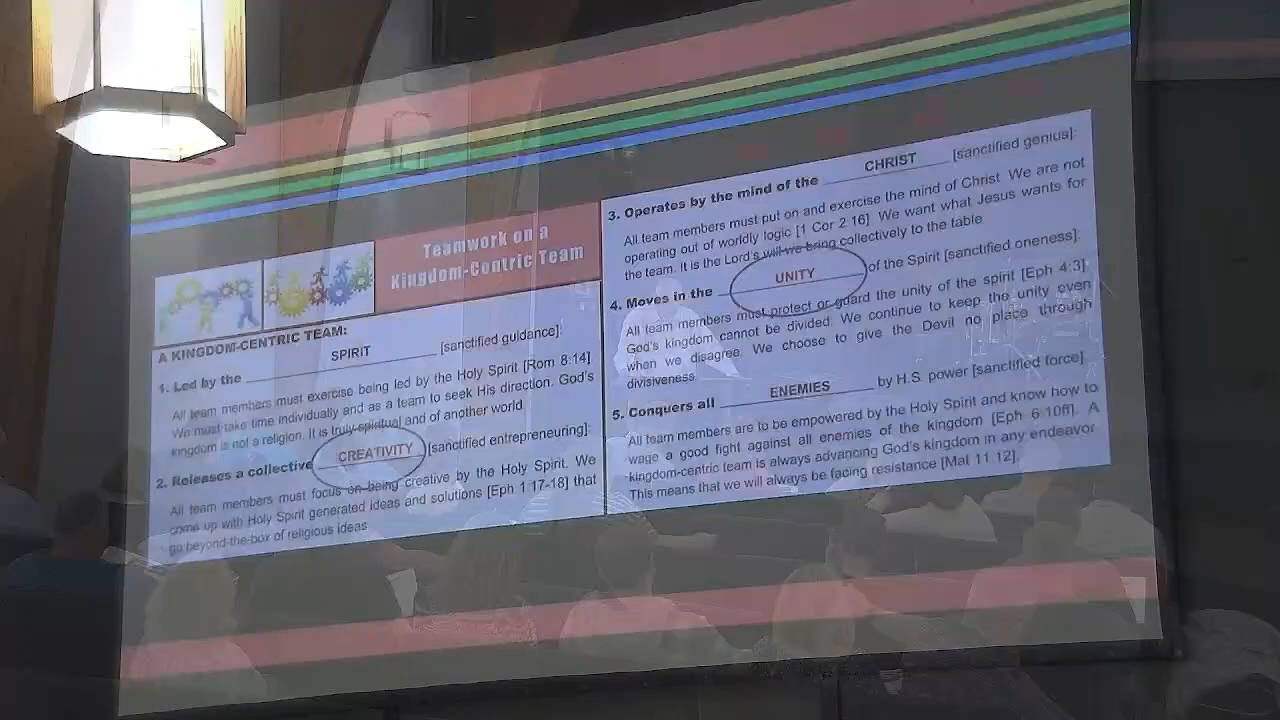 Teamwork on a
Kingdom-Centric Team
A KINGDOM-CENTRIC TEAM:
1. Led by the SPIRIT [sanctified guidance]:
All team members must exercise being led by the Holy Spirit [Rom 8:14]
We must take time individually and as a team to seek His direction. God's
kingdom is not a religion. It is truly spiritual and of another world
2. Releases a collective CREATIVITY [sanctified entrepreneuring]:
All team members must focus on being creative by the Holy Spirit. We
come up with Holy Spirit generated ideas and solutions [Eph 1:17-18] that
go beyond-the-box of religious ideas
3. Operates by the mind of the CHRIST [sanctified genius]:
All team members must put on and exercise the mind of Christ. We are not
operating out of worldly logic [1 Cor 2:16]. We want what Jesus wants for
the team. It is the Lord's will we bring collectively to the table
4. Moves in the UNITY of the Spirit [sanctified oneness]:
All team members must protect or guard the unity of the spirit [Eph 4:3]
God's kingdom cannot be divided. We continue to keep the unity even
when we disagree. We choose to give the Devil no place through
divisiveness
5. Conquers all ENEMIES by H.S. power [sanctified force]
All team members are to be empowered by the Holy Spirit and know how to
wage a good fight against all enemies of the kingdom [Eph 6:10ff]. A
kingdom-centric team is always advancing God's kingdom in any endeavor
This means that we will always be facing resistance [Mat 11:12].